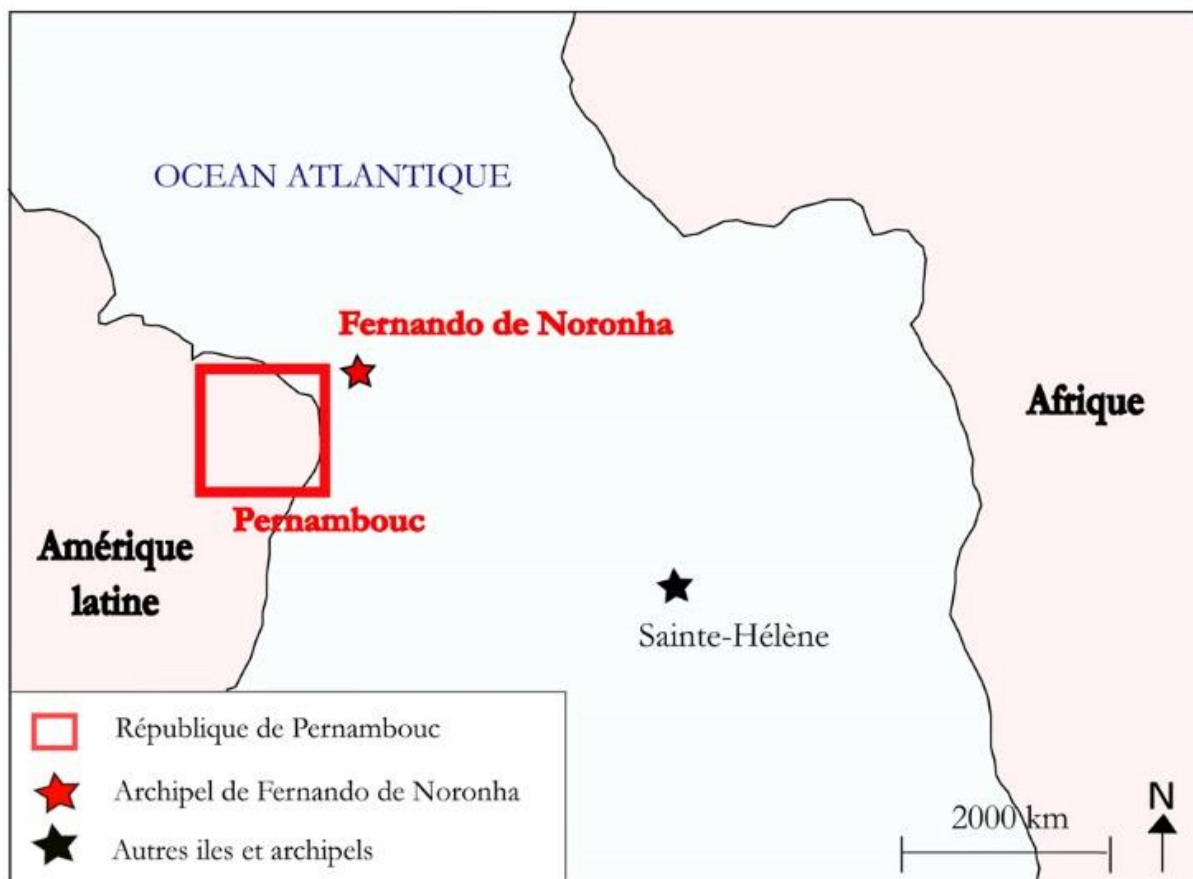 OCEAN ATLANTIQUE
Fernando de Noronha
Afrique
Pernambouc
Amérique
latine
Sainte-Hélène
République de Pernambouc
Archipel de Fernando de Noronha
Autres iles et archipels
2000 km
N